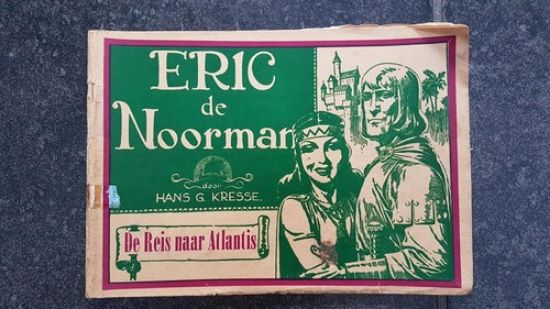 ERIC
de
Noorman
door
HANS G. KRESSE.
De Reis naar Atlantis